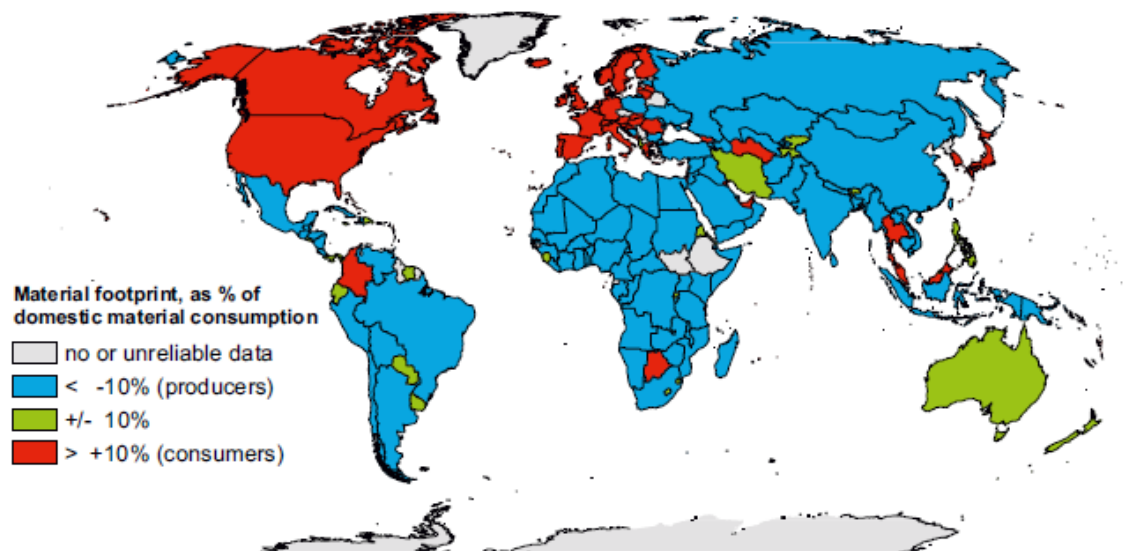 Material footprint, as % of
domestic material consumption
no or unreliable data
< -10% (producers)
+/- 10%
> +10% (consumers)